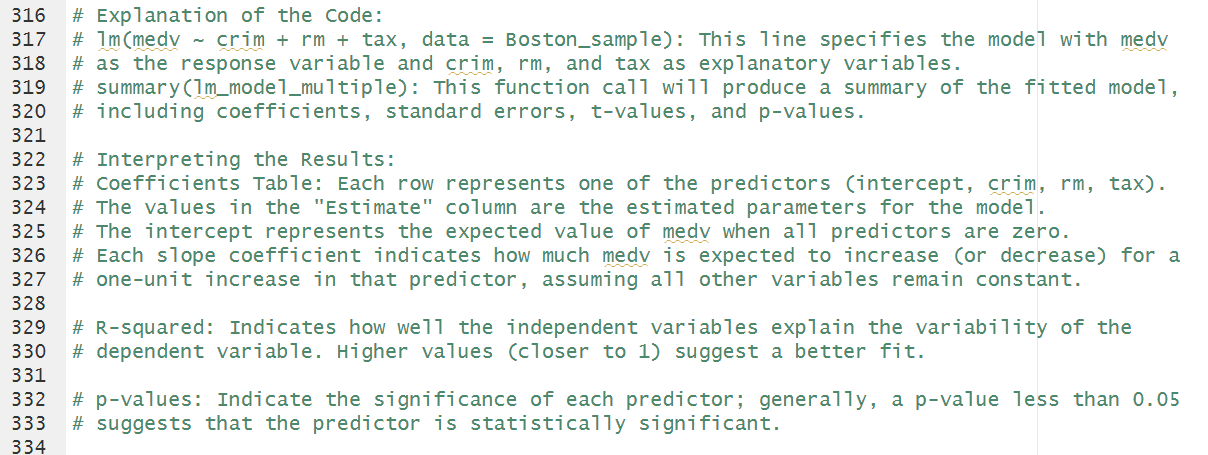 316 # Explanation of the Code:
317 # lm(medv ~ crim + rm + tax, data = Boston_sample): This line specifies the model with medv
318 # as the response variable and crim, rm, and tax as explanatory variables.
319 # summary(lm_model_multiple): This function call will produce a summary of the fitted model,
320 # including coefficients, standard errors, t-values, and p-values.
321
322 # Interpreting the Results:
323 # Coefficients Table: Each row represents one of the predictors (intercept, crim, rm, tax).
324 # The values in the "Estimate" column are the estimated parameters for the model.
325 # The intercept represents the expected value of medv when all predictors are zero.
326 # Each slope coefficient indicates how much medv is expected to increase (or decrease) for a
327 # one-unit increase in that predictor, assuming all other variables remain constant.
328
329 # R-squared: Indicates how well the independent variables explain the variability of the
330 # dependent variable. Higher values (closer to 1) suggest a better fit.
331
332 # p-values: Indicate the significance of each predictor; generally, a p-value less than 0.05
333 # suggests that the predictor is statistically significant.
334